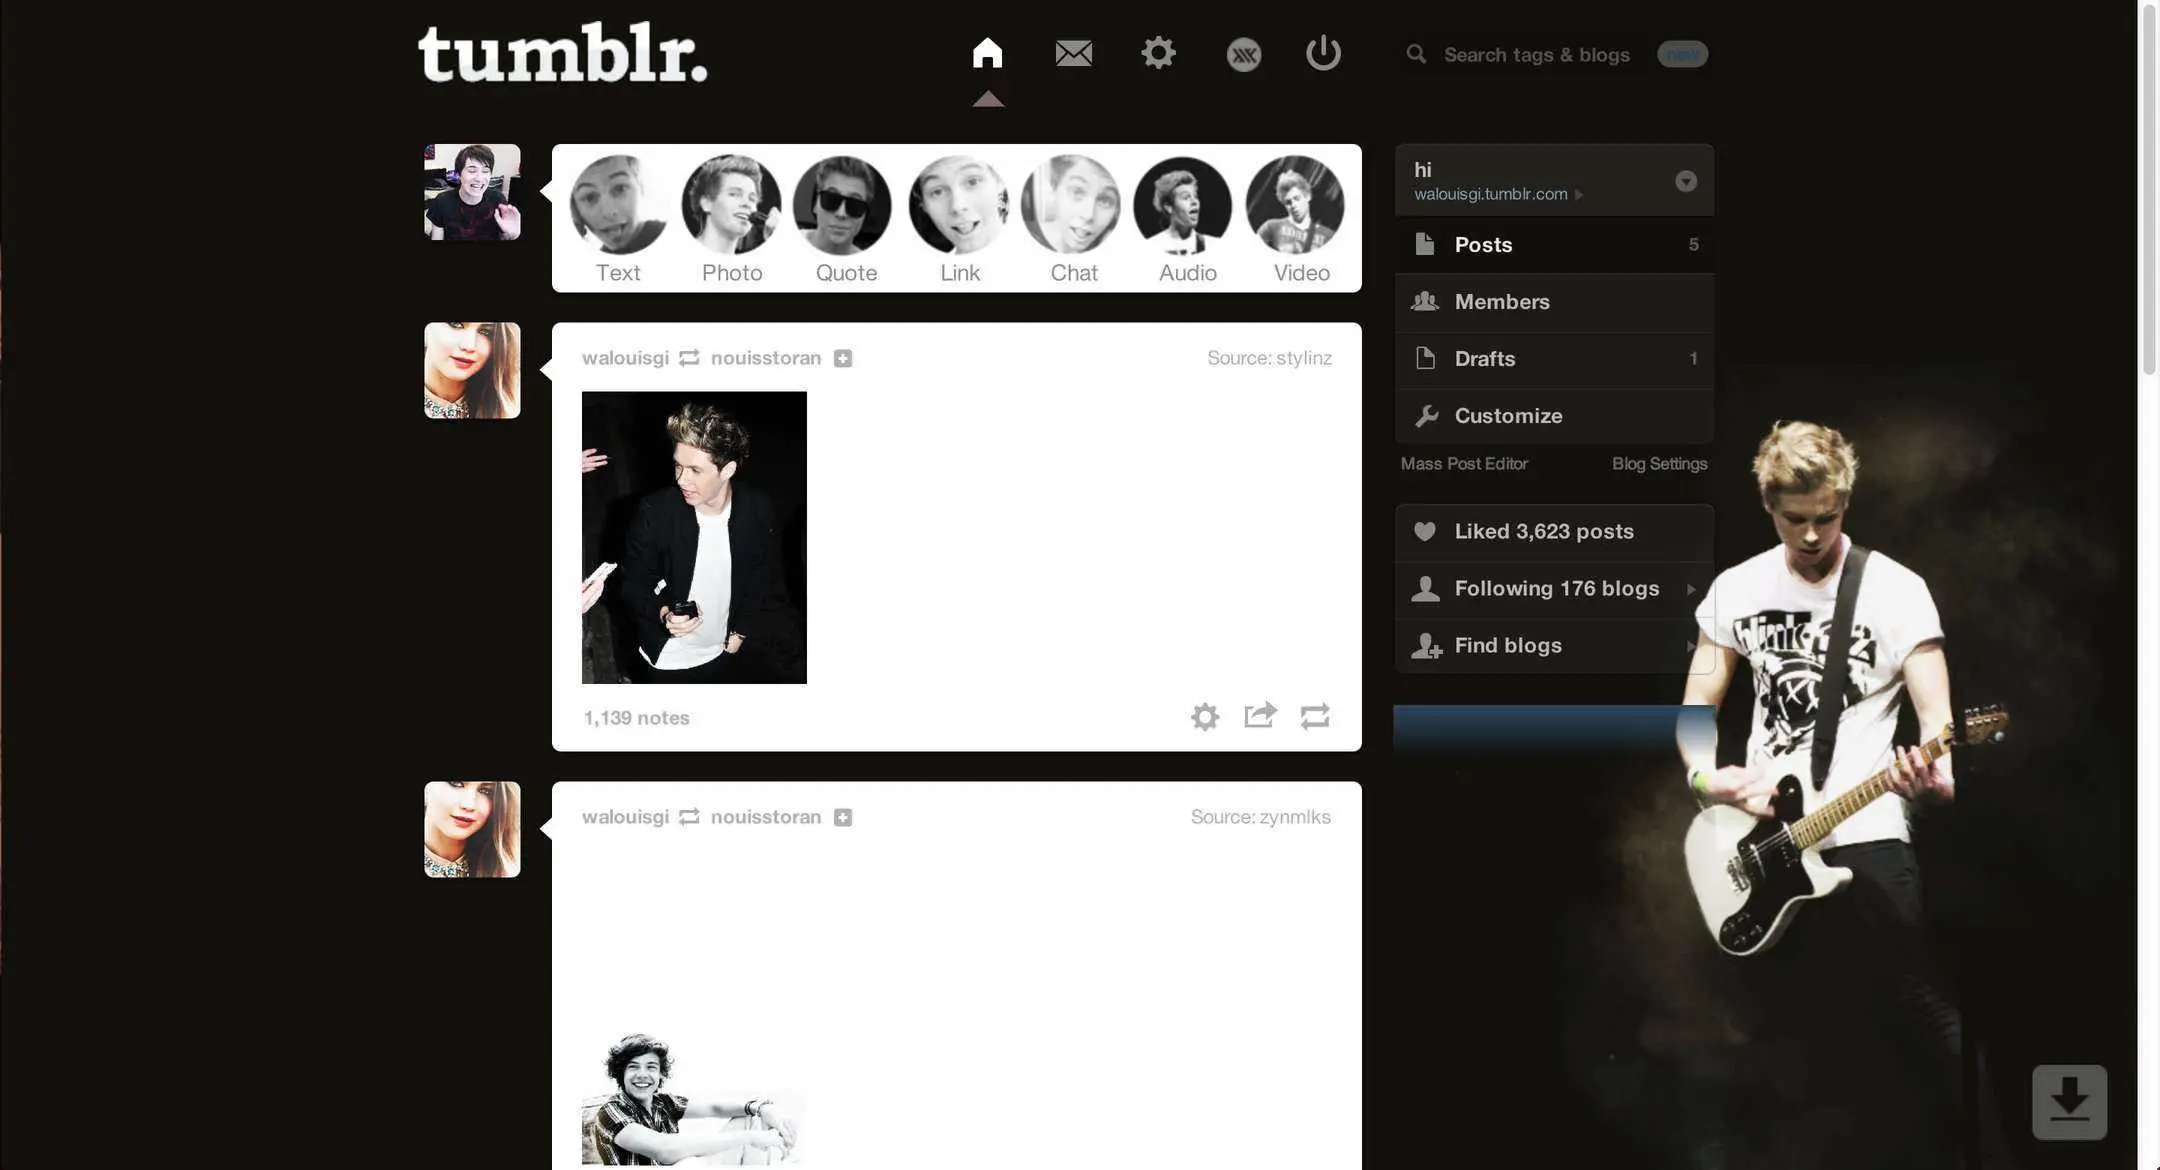 tumblr.
Search tags & blogs new
Text Photo Quote Link Chat Audio Video
hi
walouisgi.tumblr.com
Posts 5
Members
Drafts 1
Customize
Mass Post Editor Blog Settings
Liked 3,623 posts
Following 176 blogs
Find blogs
walouisgi nouisstoran Source: stylinz
1,139 notes
walouisgi nouisstoran Source: zynmlks
blink-182